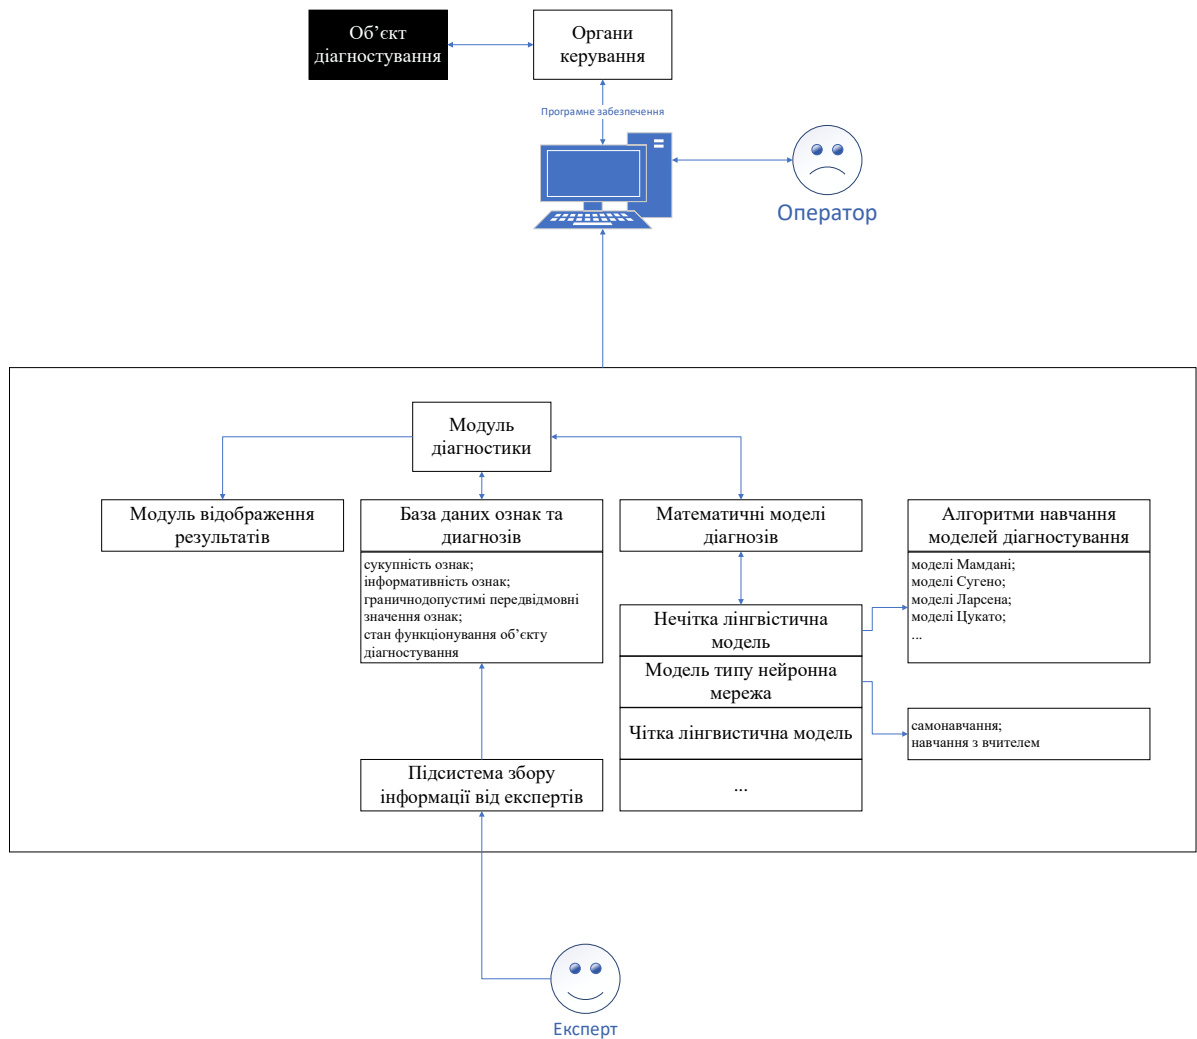 Об’єкт
діагностування
Органи
керування
Програмне забезпечення
Оператор
Модуль
діагностики
Модуль відображення
результатів
База даних ознак та
диагнозів
сукупність ознак;
інформативність ознак;
граничнодопустимі передвідмовні
значення ознак;
стан функціонування об’єкту
діагностування
Математичні моделі
діагнозів
Алгоритми навчання
моделей діагностування
моделі Мамдані;
моделі Сугено;
моделі Ларсена;
моделі Цукато;
...
Нечітка лінгвістична
модель
Модель типу нейронна
мережа
Чітка лінгвистична модель
...
самонавчання;
навчання з вчителем
Підсистема збору
інформації від експертів
Експерт